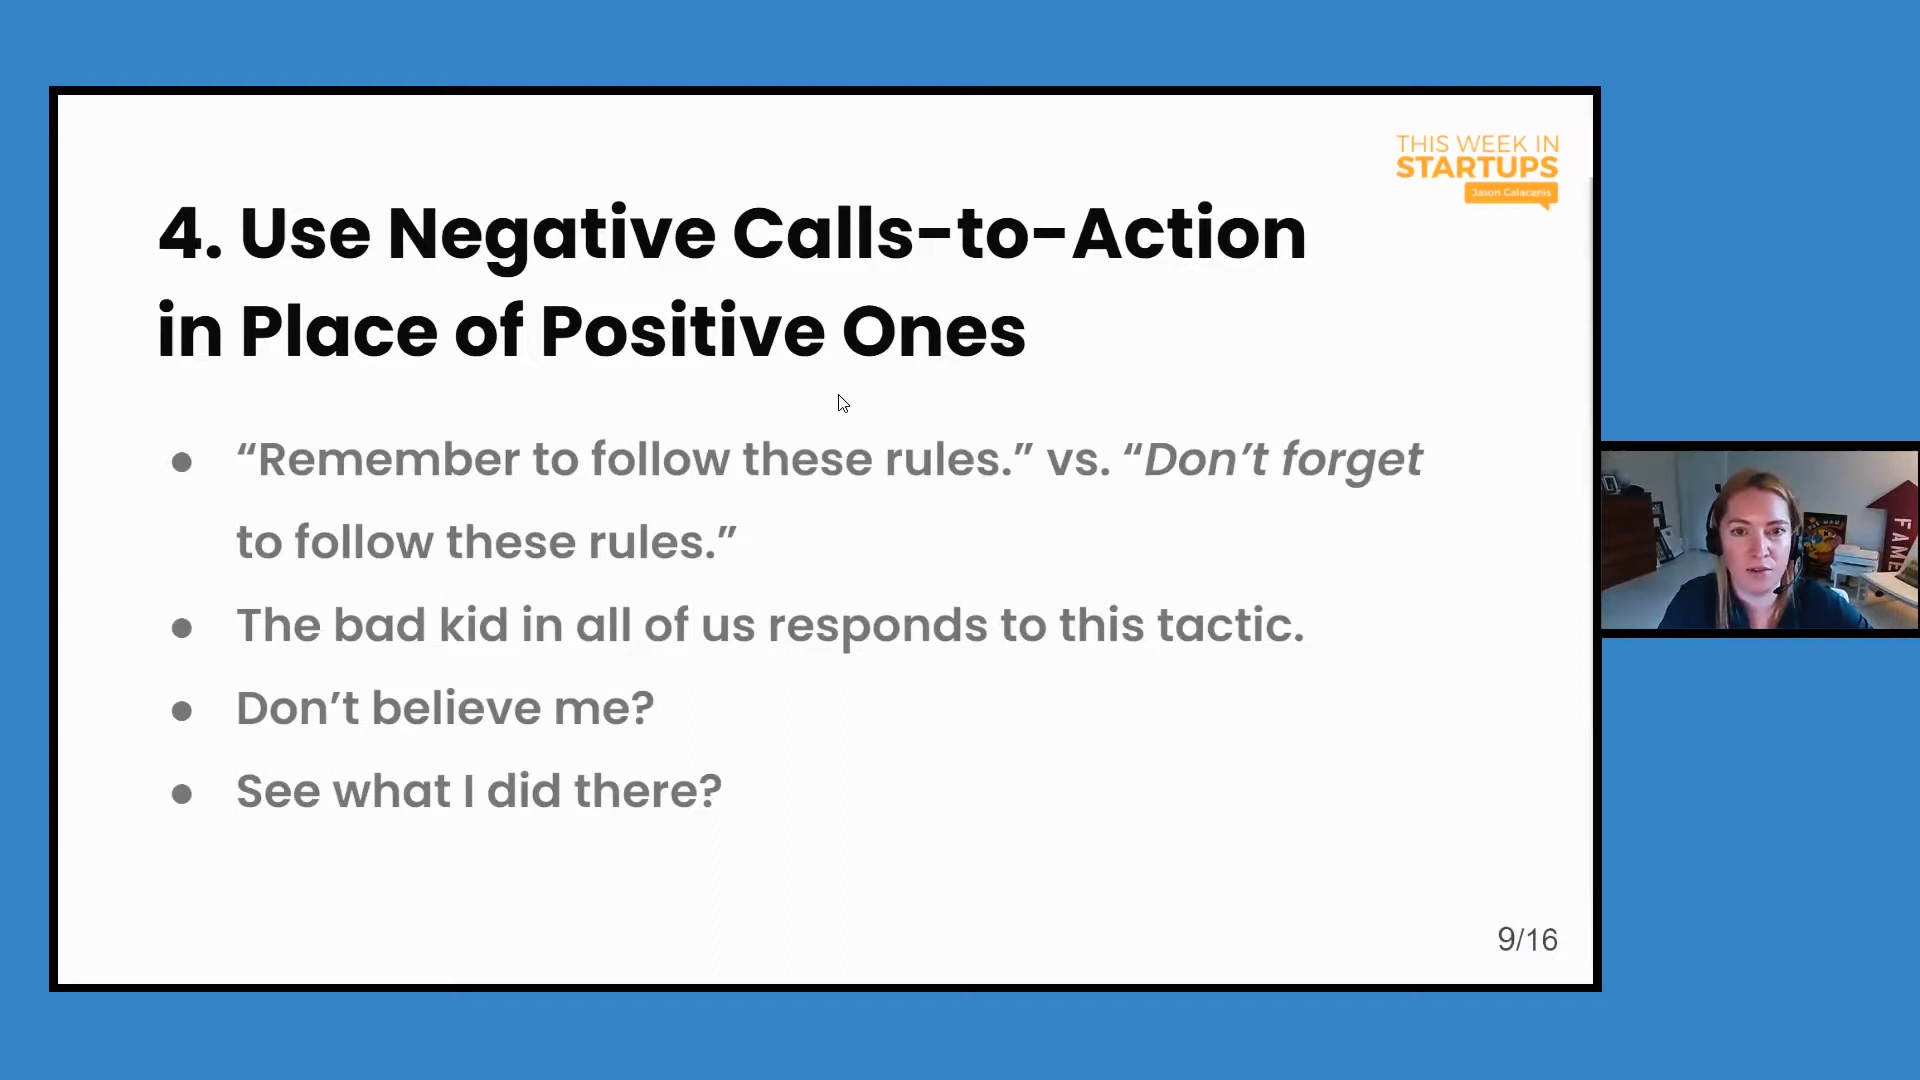 THIS WEEK IN
STARTUPS
Jason Calacanis
4. Use Negative Calls-to-Action
in Place of Positive Ones
● “Remember to follow these rules.” vs. “Don’t forget
to follow these rules.”
● The bad kid in all of us responds to this tactic.
● Don’t believe me?
● See what I did there?
9/16
FAME